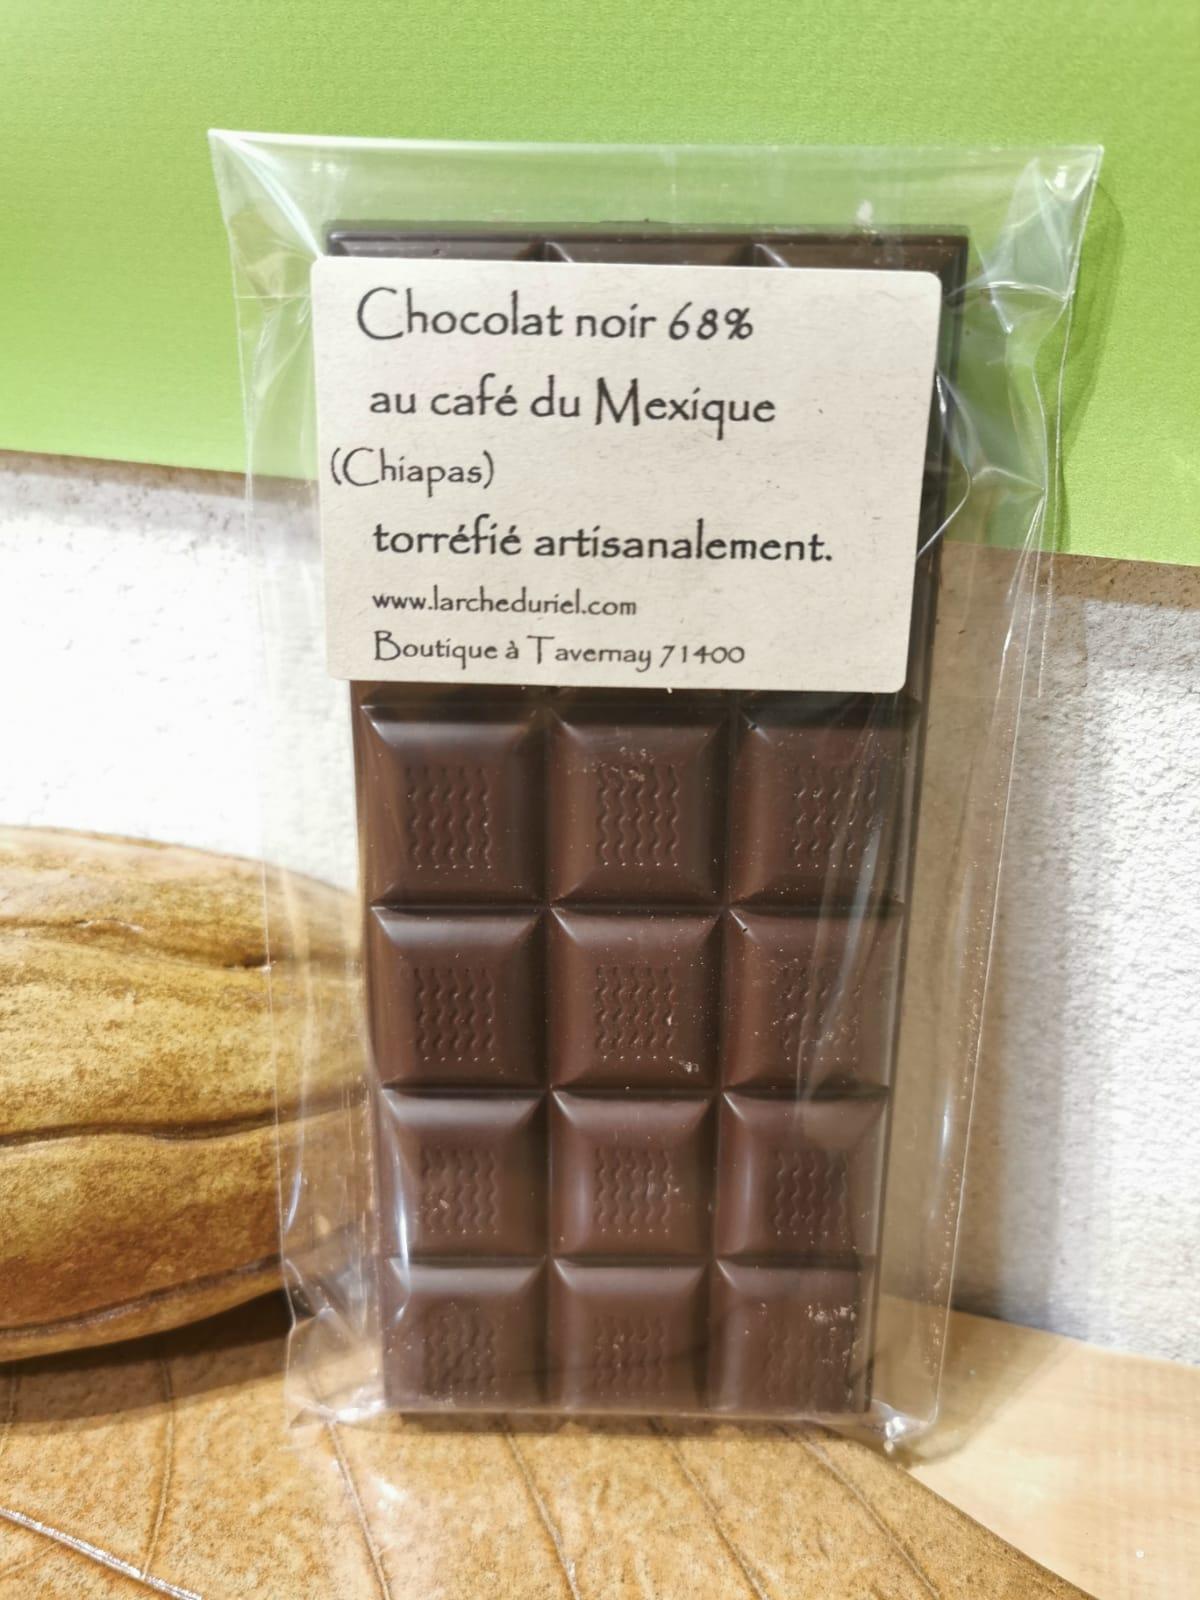 Chocolat noir 68%
au café du Mexique
(Chiapas)
torréfié artisanalement.
www.larcheduriel.com
Boutique à Tavernay 71400